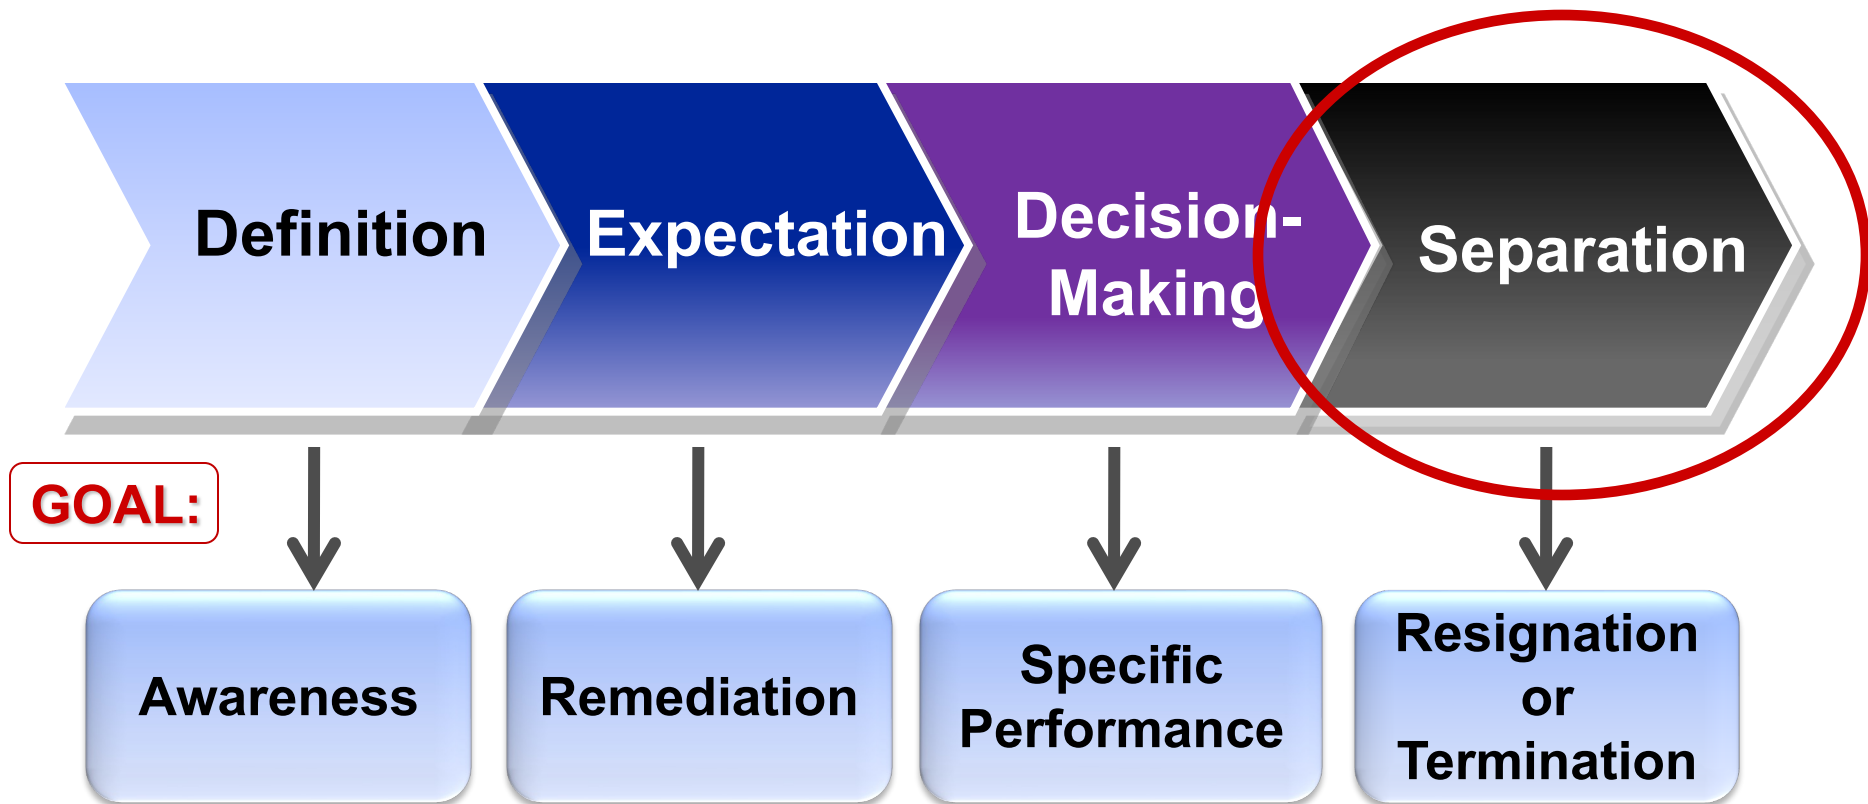 Definition
Expectation
Decision-
Making
Separation
GOAL:
Awareness
Remediation
Specific
Performance
Resignation
or
Termination